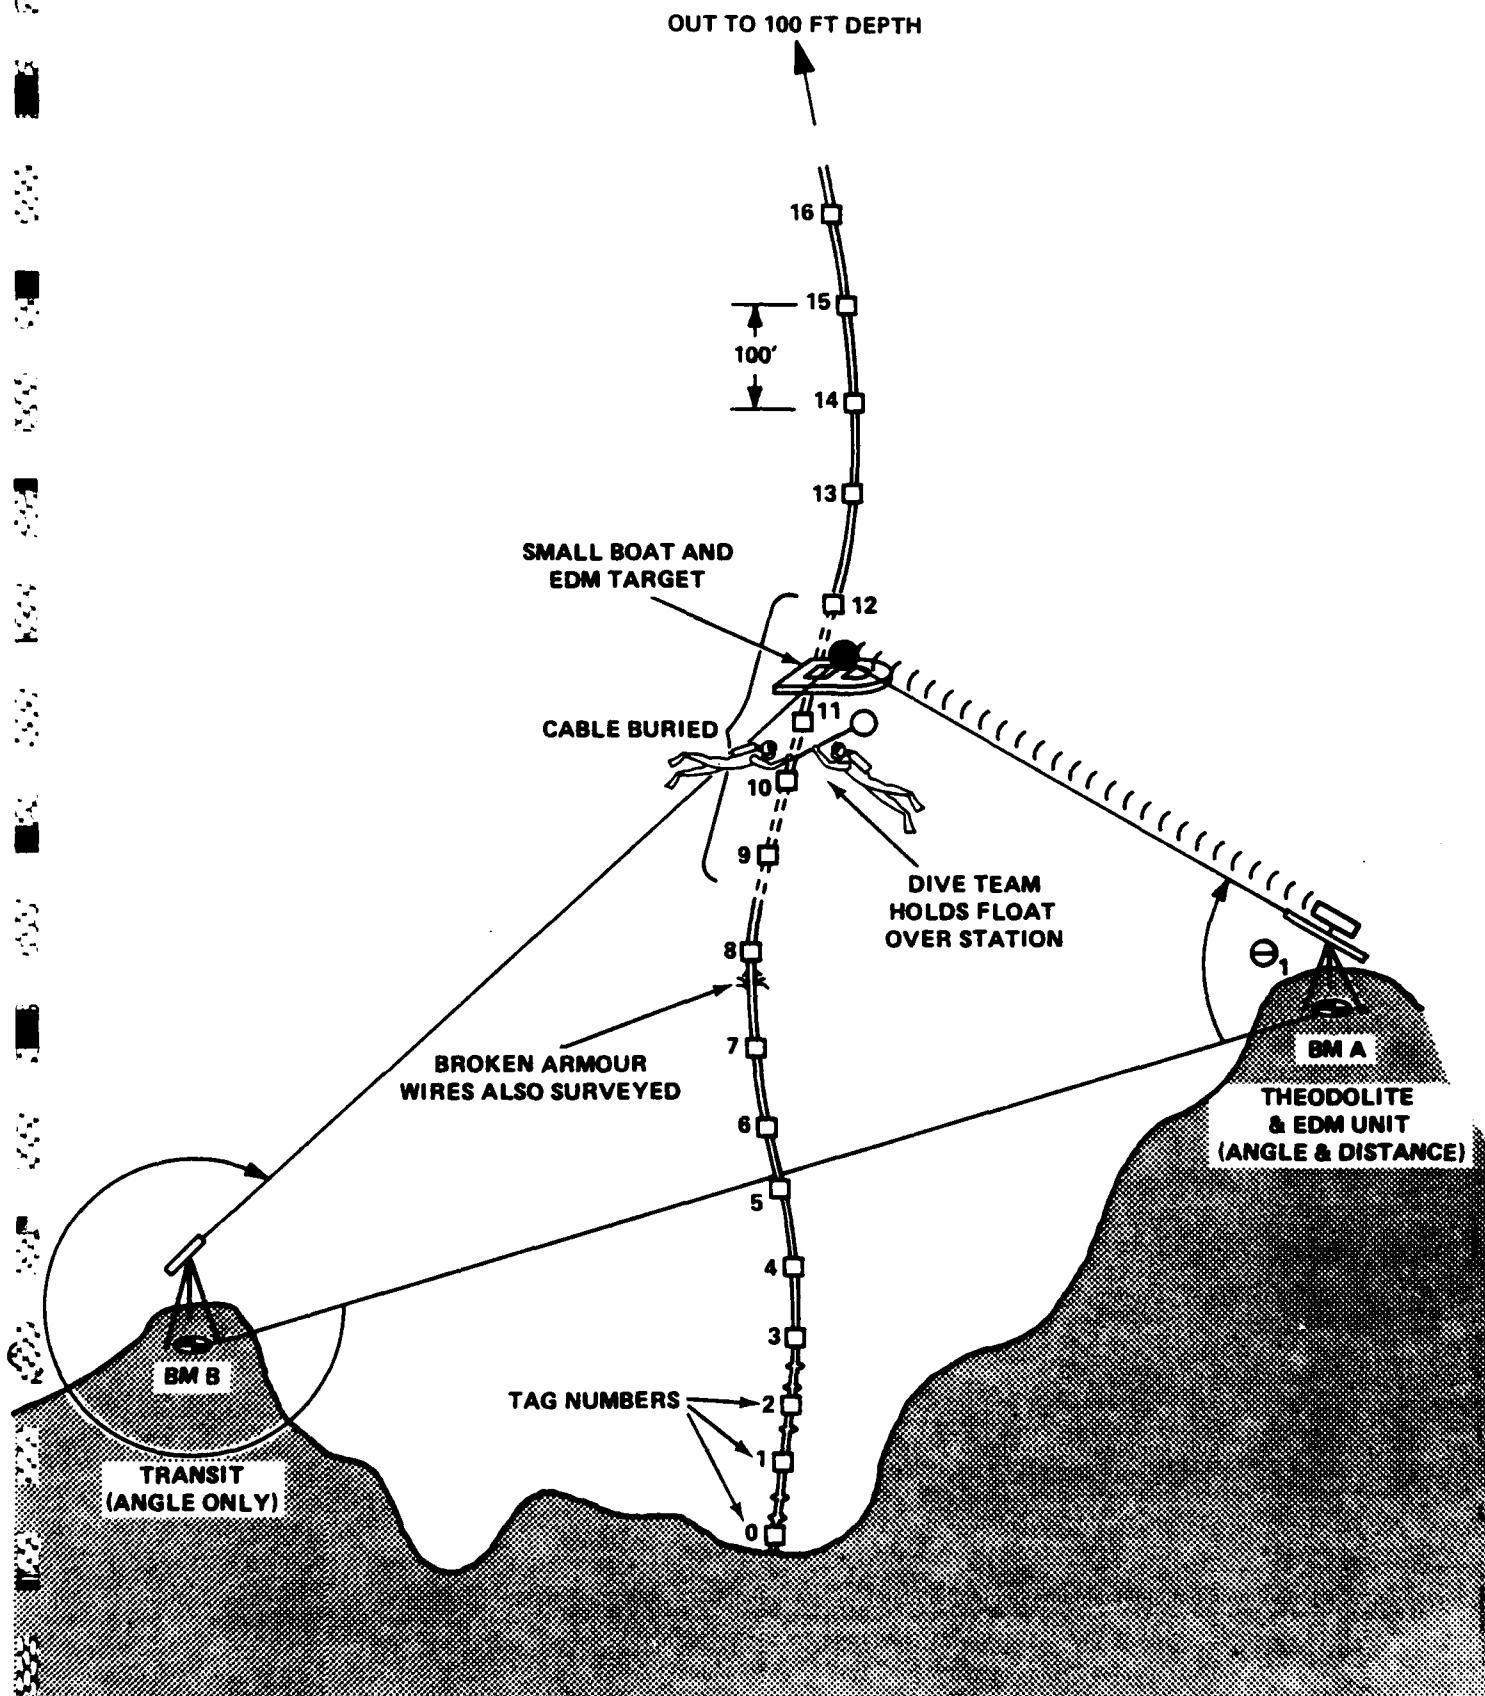 OUT TO 100 FT DEPTH
16
15
100'
14
13
SMALL BOAT AND
EDM TARGET
12
11
CABLE BURIED
10
9
DIVE TEAM
HOLDS FLOAT
OVER STATION
8
Θ1
7
BROKEN ARMOUR
WIRES ALSO SURVEYED
BM A
THEODOLITE
& EDM UNIT
(ANGLE & DISTANCE)
6
5
4
3
BM B
TAG NUMBERS
2
1
TRANSIT
(ANGLE ONLY)
0